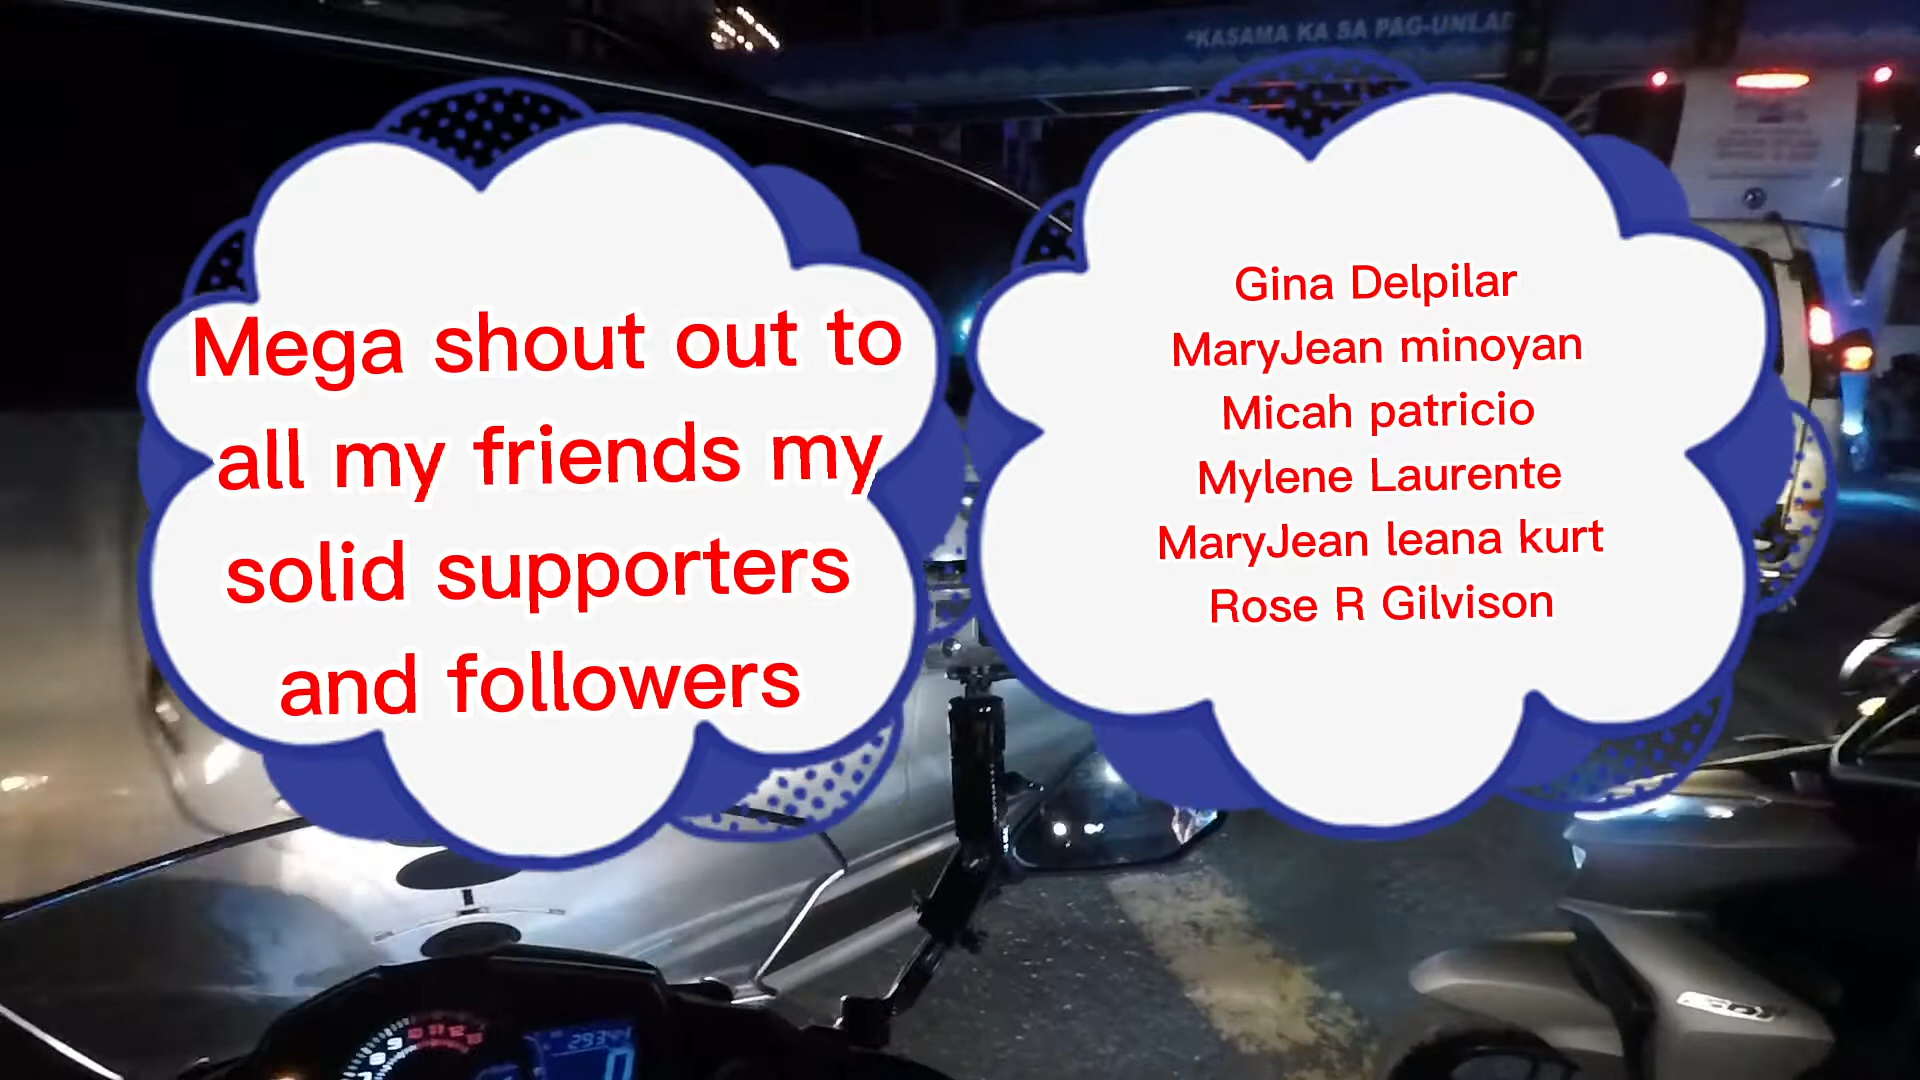 "KASAMA KA SA PAG-UNLAD
Mega shout out to
all my friends my
solid supporters
and followers
Gina Delpilar
MaryJean minoyan
Micah patricio
Mylene Laurente
MaryJean leana kurt
Rose R Gilvison